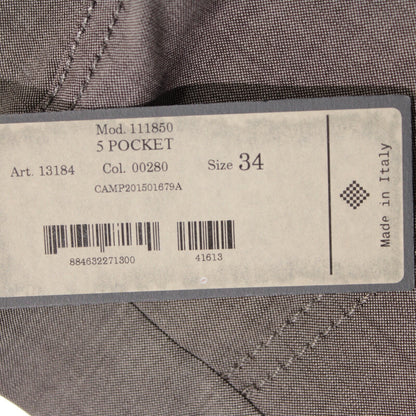 Mod. 111850
5 POCKET
Art. 13184 Col. 00280 Size 34
CAMP201501679A
884632271300 41613
Made in Italy